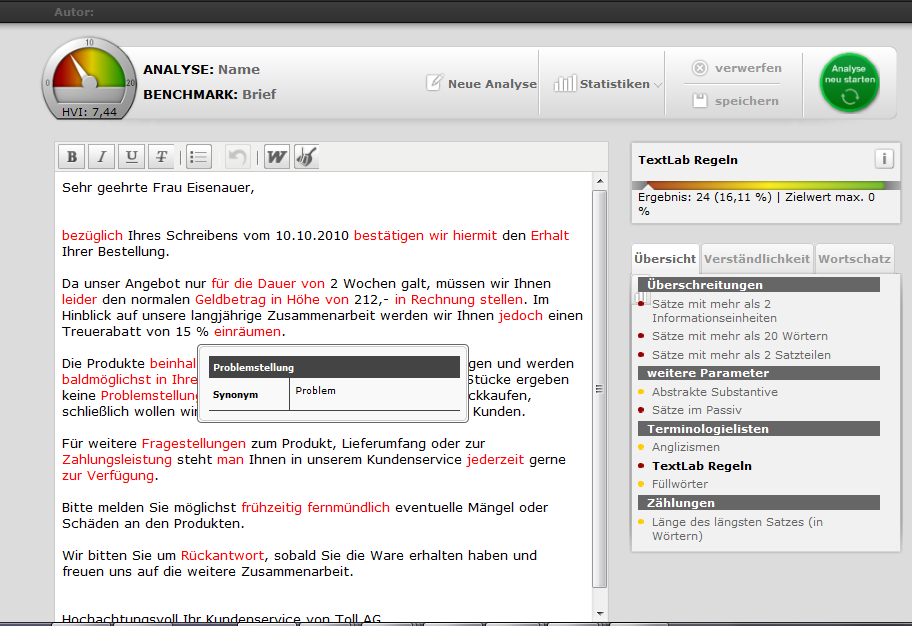 Autor:
0 10 20
HVI: 7,44
ANALYSE: Name
BENCHMARK: Brief
Neue Analyse
Statistiken
verwerfen
speichern
Analyse
neu starten
B I U T W
Sehr geehrte Frau Eisenauer,
bezüglich Ihres Schreibens vom 10.10.2010 bestätigen wir hiermit den Erhalt
Ihrer Bestellung.
Da unser Angebot nur für die Dauer von 2 Wochen galt, müssen wir Ihnen
leider den normalen Geldbetrag in Höhe von 212,- in Rechnung stellen. Im
Hinblick auf unsere langjährige Zusammenarbeit werden wir Ihnen jedoch einen
Treuerabatt von 15 % einräumen.
Die Produkte beinhal gen und werden
baldmöglichst in Ihre Stücke ergeben
keine Problemstellung ckkaufen,
schließlich wollen wir Kunden.
Problemstellung
Synonym Problem
Für weitere Fragestellungen zum Produkt, Lieferumfang oder zur
Zahlungsleistung steht man Ihnen in unserem Kundenservice jederzeit gerne
zur Verfügung.
Bitte melden Sie möglichst frühzeitig fernmündlich eventuelle Mängel oder
Schäden an den Produkten.
Wir bitten Sie um Rückantwort, sobald Sie die Ware erhalten haben und
freuen uns auf die weitere Zusammenarbeit.
Hochachtungsvoll Ihr Kundenservice von Toll AG
TextLab Regeln i
Ergebnis: 24 (16,11 %) | Zielwert max. 0
%
Übersicht Verständlichkeit Wortschatz
Überschreitungen
Sätze mit mehr als 2
Informationseinheiten
Sätze mit mehr als 20 Wörtern
Sätze mit mehr als 2 Satzteilen
weitere Parameter
Abstrakte Substantive
Sätze im Passiv
Terminologielisten
Anglizismen
TextLab Regeln
Füllwörter
Zählungen
Länge des längsten Satzes (in
Wörtern)